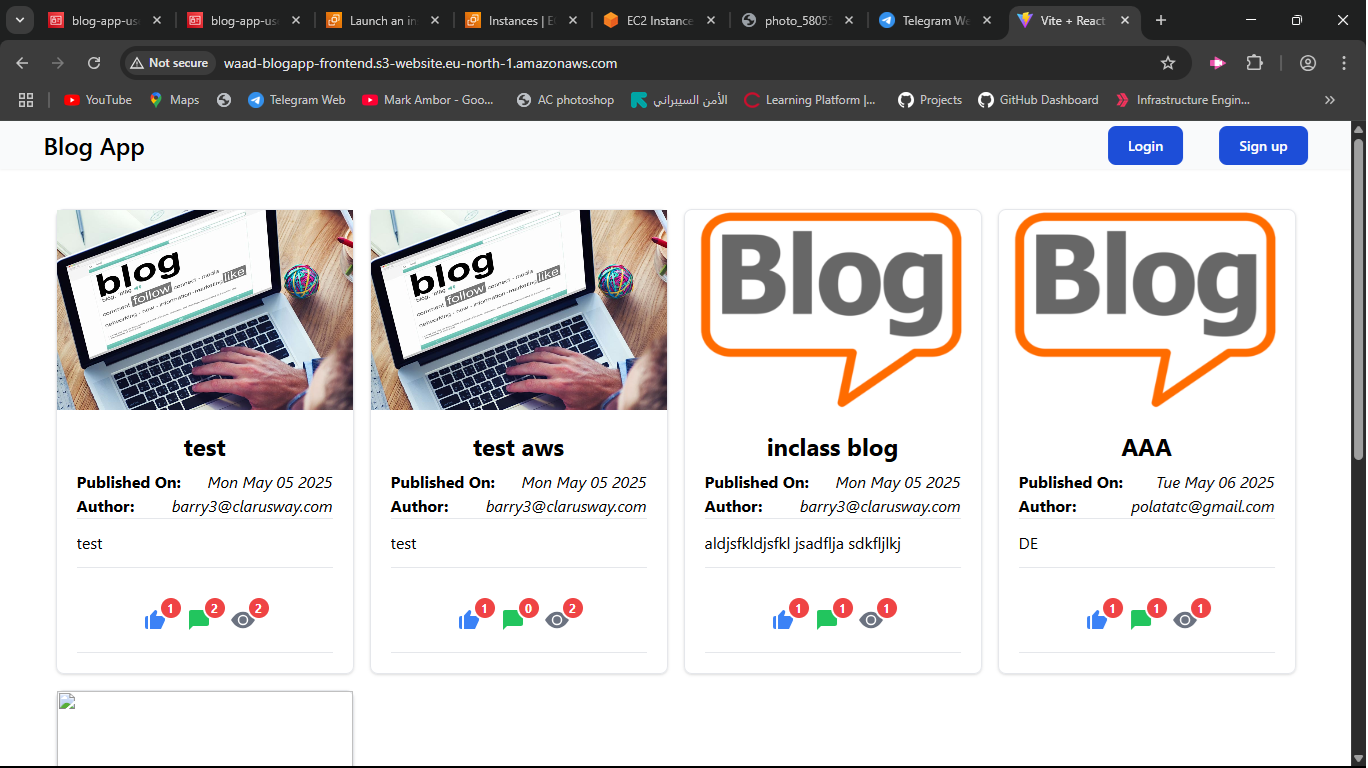 blog-app-use
blog-app-use
Launch an in
Instances | EC
EC2 Instance
photo_58055
Telegram We
Vite + React
Not secure
waad-blogapp-frontend.s3-website.eu-north-1.amazonaws.com
YouTube
Maps
Telegram Web
Mark Ambor - Goo...
AC photoshop
الأمن السيبراني
Learning Platform |...
Projects
GitHub Dashboard
Infrastructure Engin...
Blog App
Login
Sign up
blog
follow
like
blog
follow
like
Blog
Blog
test
test aws
inclass blog
AAA
Published On: Mon May 05 2025
Published On: Mon May 05 2025
Published On: Mon May 05 2025
Published On: Tue May 06 2025
Author: barry3@clarusway.com
Author: barry3@clarusway.com
Author: barry3@clarusway.com
Author: polatatc@gmail.com
test
test
aldjsfkldjsfkl jsadflja sdkfljlkj
DE
1 2 2
1 0 2
1 1 1
1 1 1